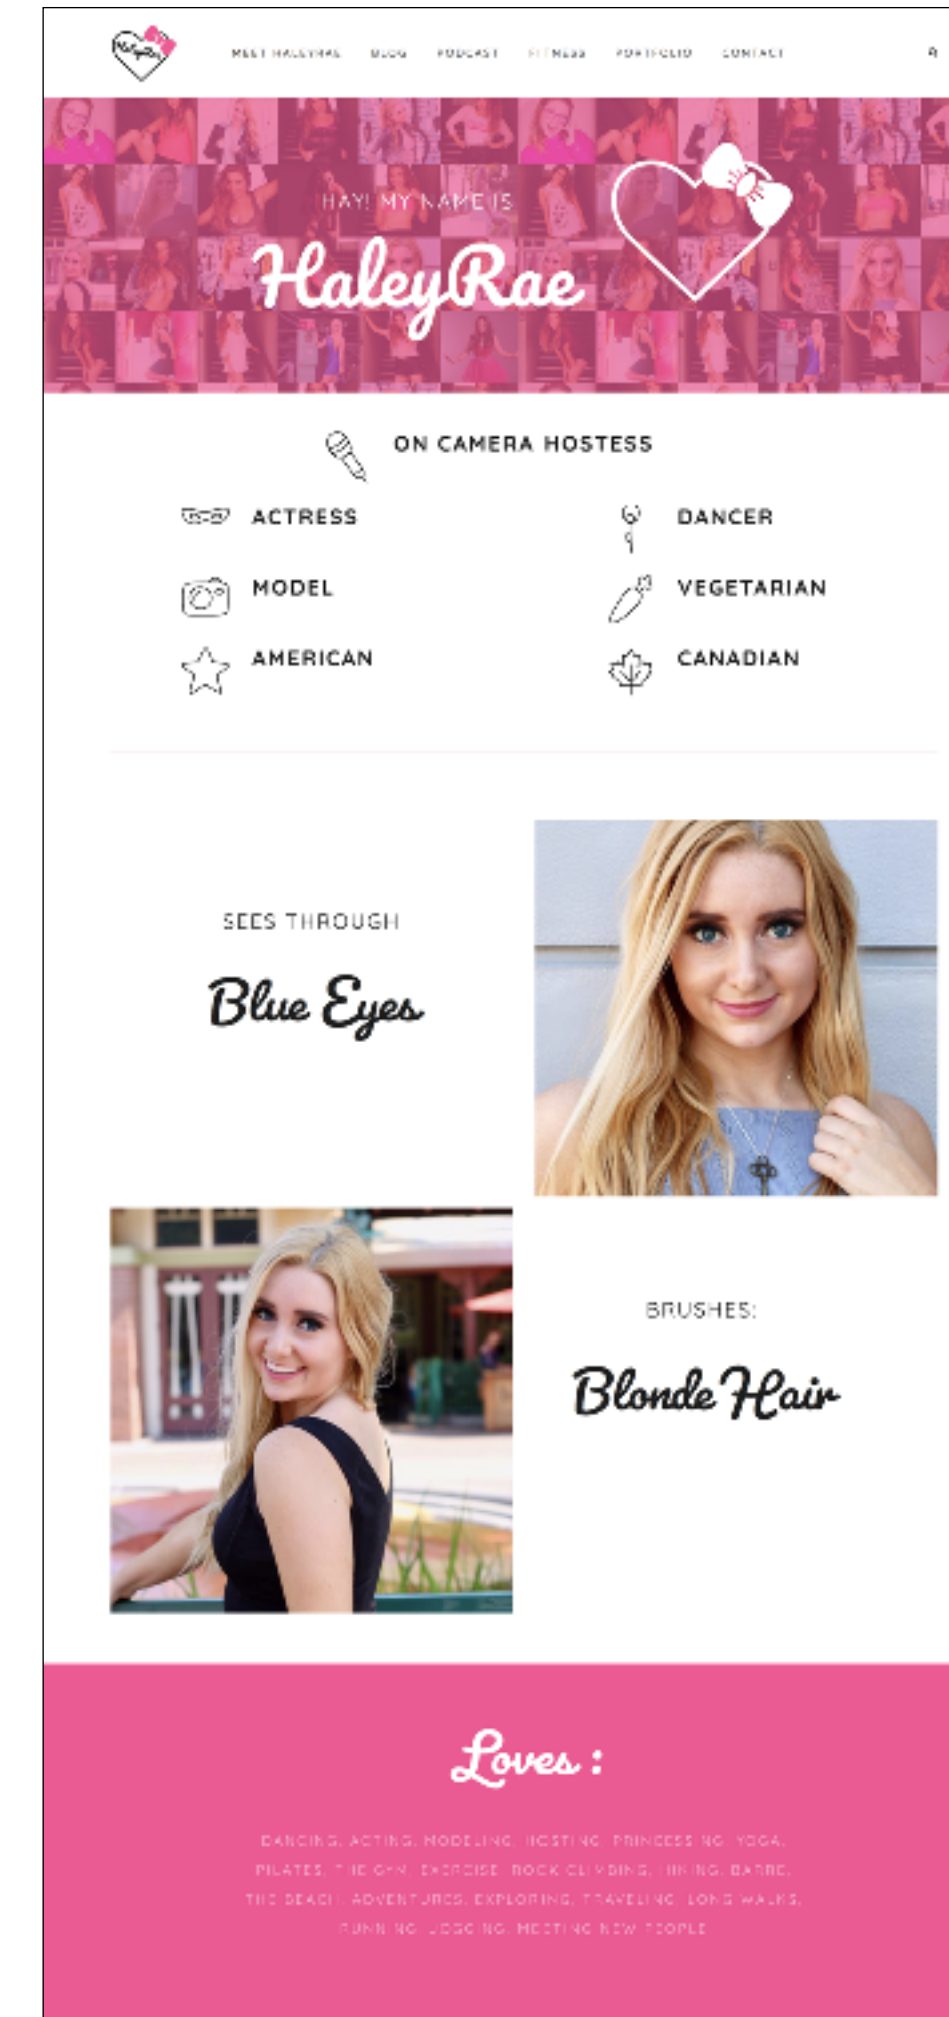 HaleyRae
MEET HALEYRAE BLOG PODCAST FITNESS PORTFOLIO CONTACT
HAY! MY NAME IS
HaleyRae
ON CAMERA HOSTESS
ACTRESS
DANCER
MODEL
VEGETARIAN
AMERICAN
CANADIAN
SEES THROUGH
Blue Eyes
BRUSHES:
Blonde Hair
Loves :
DANCING, ACTING, MODELING, HOSTING, PRINCESSING, YOGA,
PILATES, THE GYM, EXERCISE, ROCK CLIMBING, HIKING, BARRE,
THE BEACH, ADVENTURES, EXPLORING, TRAVELING, LONG WALKS,
RUNNING, JOGGING, MEETING NEW PEOPLE